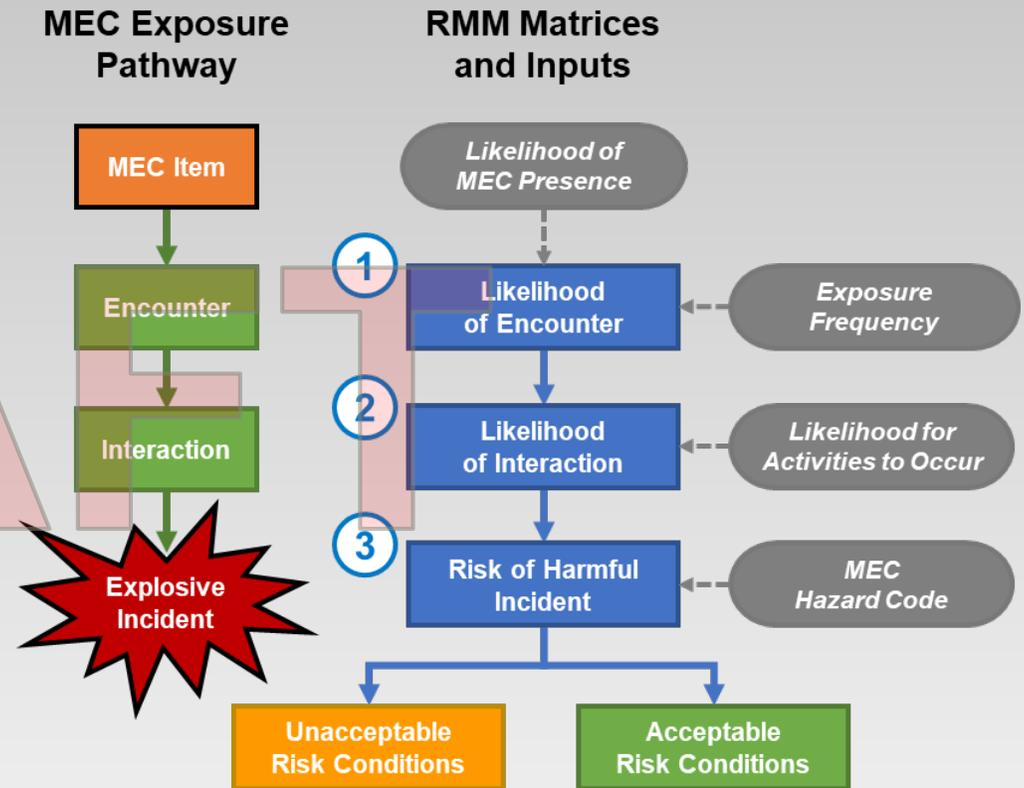 MEC Exposure
Pathway
MEC Item
Encounter
Interaction
Explosive
Incident
RMM Matrices
and Inputs
Likelihood of
MEC Presence
1
Likelihood
of Encounter
Exposure
Frequency
2
Likelihood
of Interaction
Likelihood for
Activities to Occur
3
Risk of Harmful
Incident
MEC
Hazard Code
Unacceptable
Risk Conditions
Acceptable
Risk Conditions